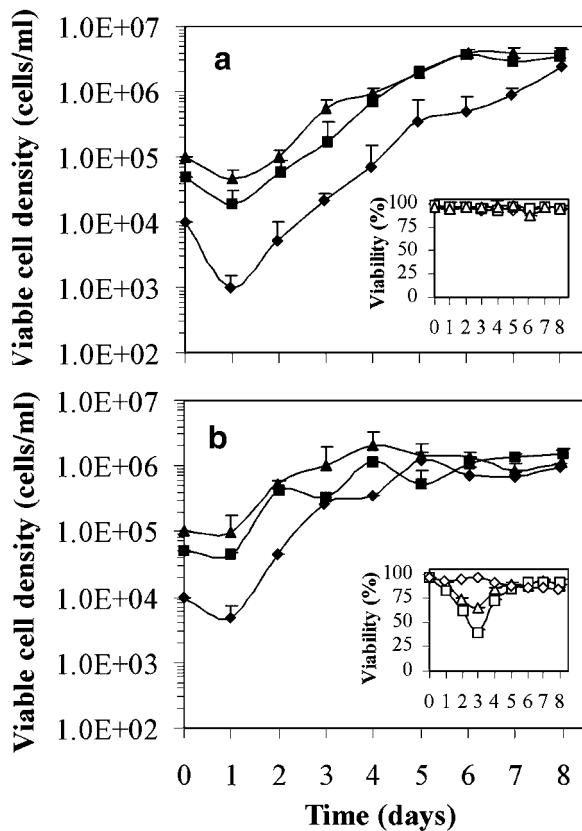 a
Viable cell density (cells/ml)
1.0E+07
1.0E+06
1.0E+05
1.0E+04
1.0E+03
1.0E+02
Viability (%)
100
75
50
25
0
0 1 2 3 4 5 6 7 8
b
Viable cell density (cells/ml)
1.0E+07
1.0E+06
1.0E+05
1.0E+04
1.0E+03
1.0E+02
Viability (%)
100
75
50
25
0
0 1 2 3 4 5 6 7 8
0 1 2 3 4 5 6 7 8
Time (days)